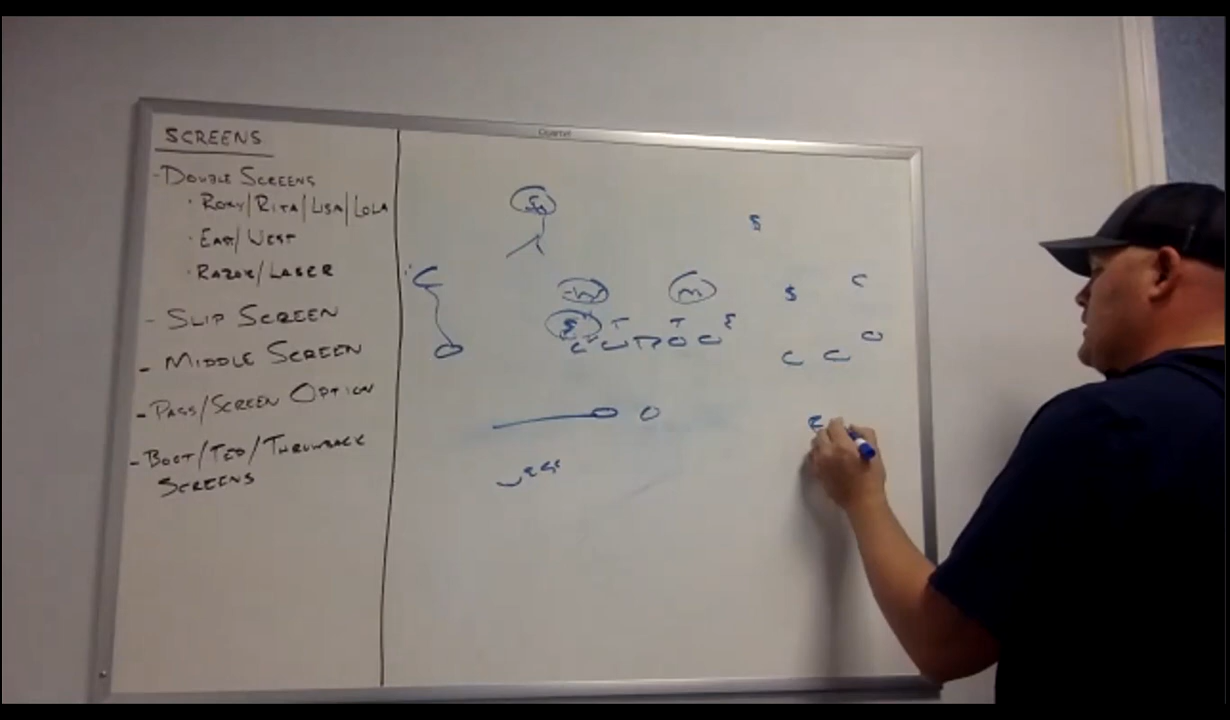 SCREENS
- DOUBLE SCREENS
· ROXY/RITA/LISA/LOLA
· EAST/WEST
· RAZOR/LASER
- SLIP SCREEN
- MIDDLE SCREEN
- PASS/SCREEN OPTION
- BOOT/TED/THROWBACK
SCREENS
Quartet
S
C
S
C
W
M
S
T
T
E
WEST